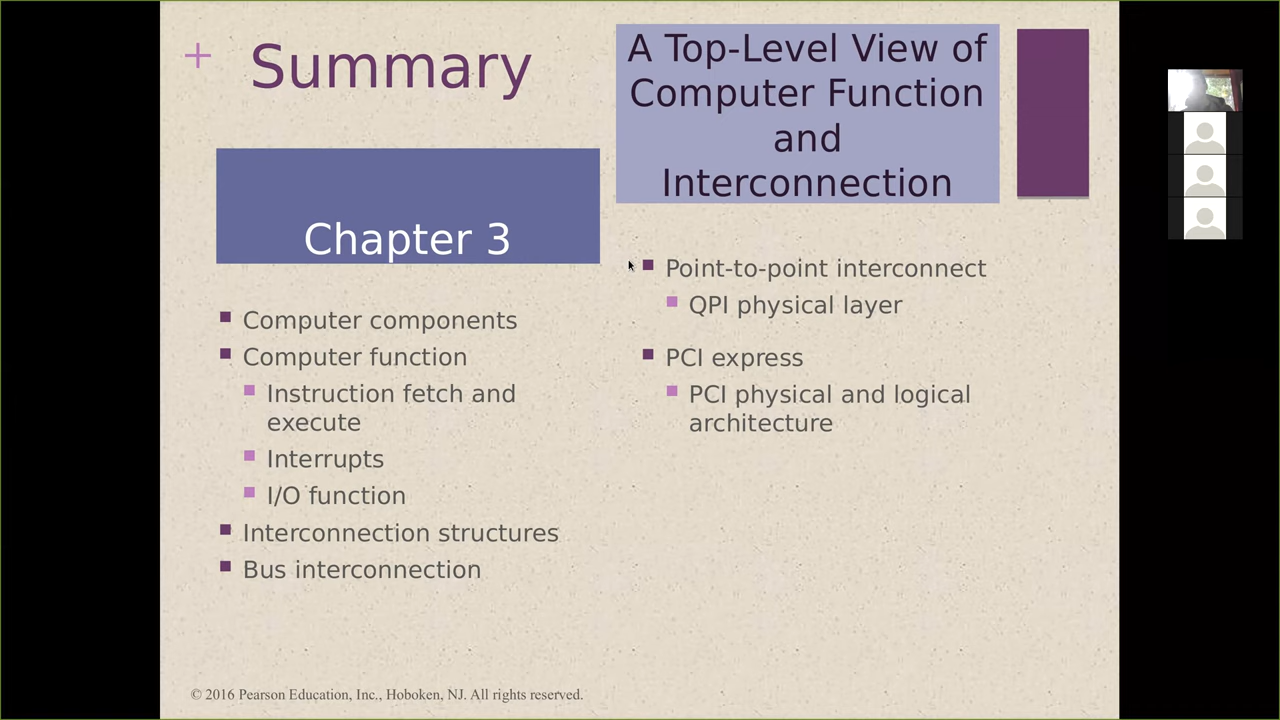 + Summary
Chapter 3
Computer components
Computer function
Instruction fetch and
execute
Interrupts
I/O function
Interconnection structures
Bus interconnection
A Top-Level View of
Computer Function
and
Interconnection
Point-to-point interconnect
QPI physical layer
PCI express
PCI physical and logical
architecture
© 2016 Pearson Education, Inc., Hoboken, NJ. All rights reserved.